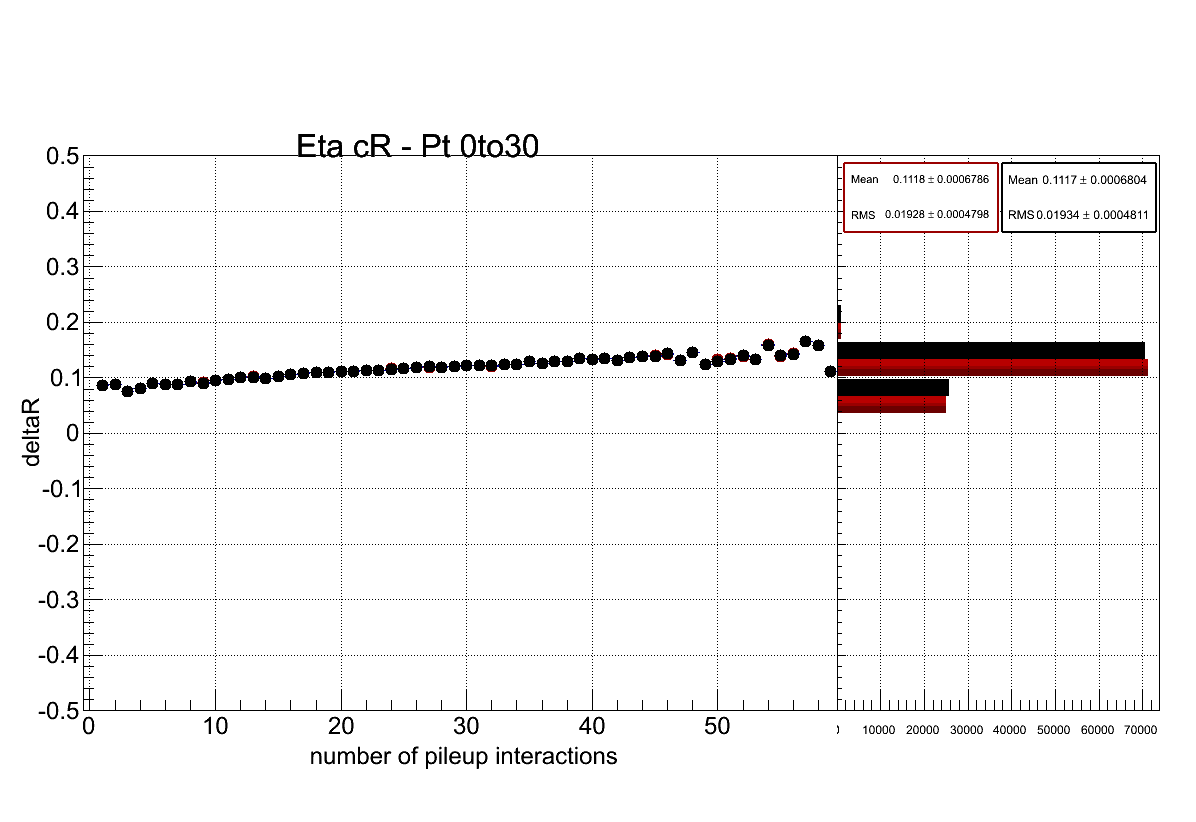 Eta cR - Pt 0to30
0.5
0.4
0.3
0.2
0.1
0
-0.1
-0.2
-0.3
-0.4
-0.5
deltaR
0 10 20 30 40 50
number of pileup interactions
Mean 0.1118 ± 0.0006786
RMS 0.01928 ± 0.0004798
Mean 0.1117 ± 0.0006804
RMS 0.01934 ± 0.0004811
10000 20000 30000 40000 50000 60000 70000